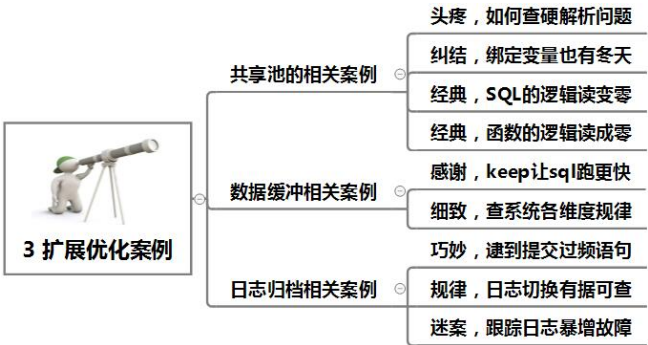 3 扩展优化案例
共享池的相关案例
头疼，如何查硬解析问题
纠结，绑定变量也有冬天
经典，SQL的逻辑读变零
经典，函数的逻辑读成零
数据缓冲相关案例
感谢，keep让sql跑更快
细致，查系统各维度规律
日志归档相关案例
巧妙，逮到提交过频语句
规律，日志切换有据可查
迷案，跟踪日志暴增故障